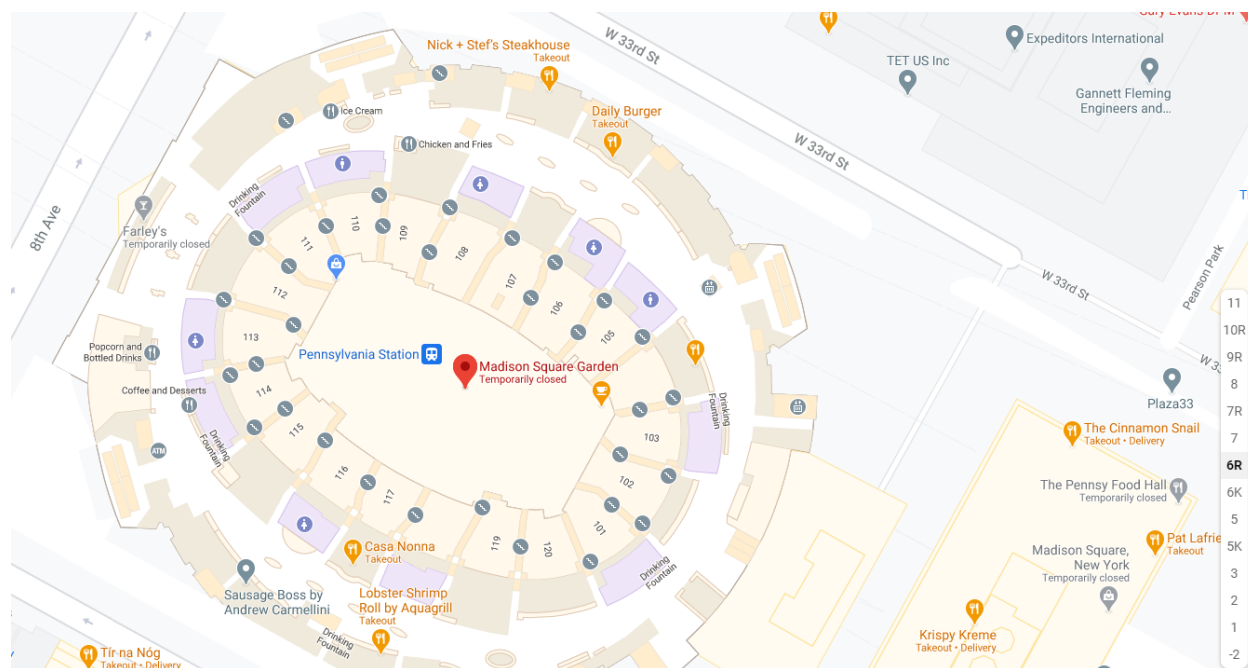 Gary Evans DPM
Nick + Stef's Steakhouse
Takeout
W 33rd St
Expeditors International
TET US Inc
Gannett Fleming
Engineers and...
Ice Cream
Daily Burger
Takeout
Chicken and Fries
W 33rd St
8th Ave
Drinking
Fountain
Farley's
Temporarily closed
111
110
109
108
107
106
105
112
113
114
115
116
117
119
120
101
102
103
W 33rd St
Pearson Park
Popcorn and
Bottled Drinks
Pennsylvania Station
Madison Square Garden
Temporarily closed
Coffee and Desserts
W 33
Plaza33
Drinking
Fountain
Drinking
Fountain
ATM
The Cinnamon Snail
Takeout • Delivery
The Pennsy Food Hall
Temporarily closed
Casa Nonna
Takeout
Pat Lafrie
Takeout
Madison Square,
New York
Temporarily closed
Drinking
Fountain
Sausage Boss by
Andrew Carmellini
Lobster Shrimp
Roll by Aquagrill
Takeout
Drinking
Fountain
Krispy Kreme
Takeout • Delivery
Tír na Nóg
Takeout • Delivery
11
10R
9R
8
7R
7
6R
6K
5
5K
3
2
1
-2